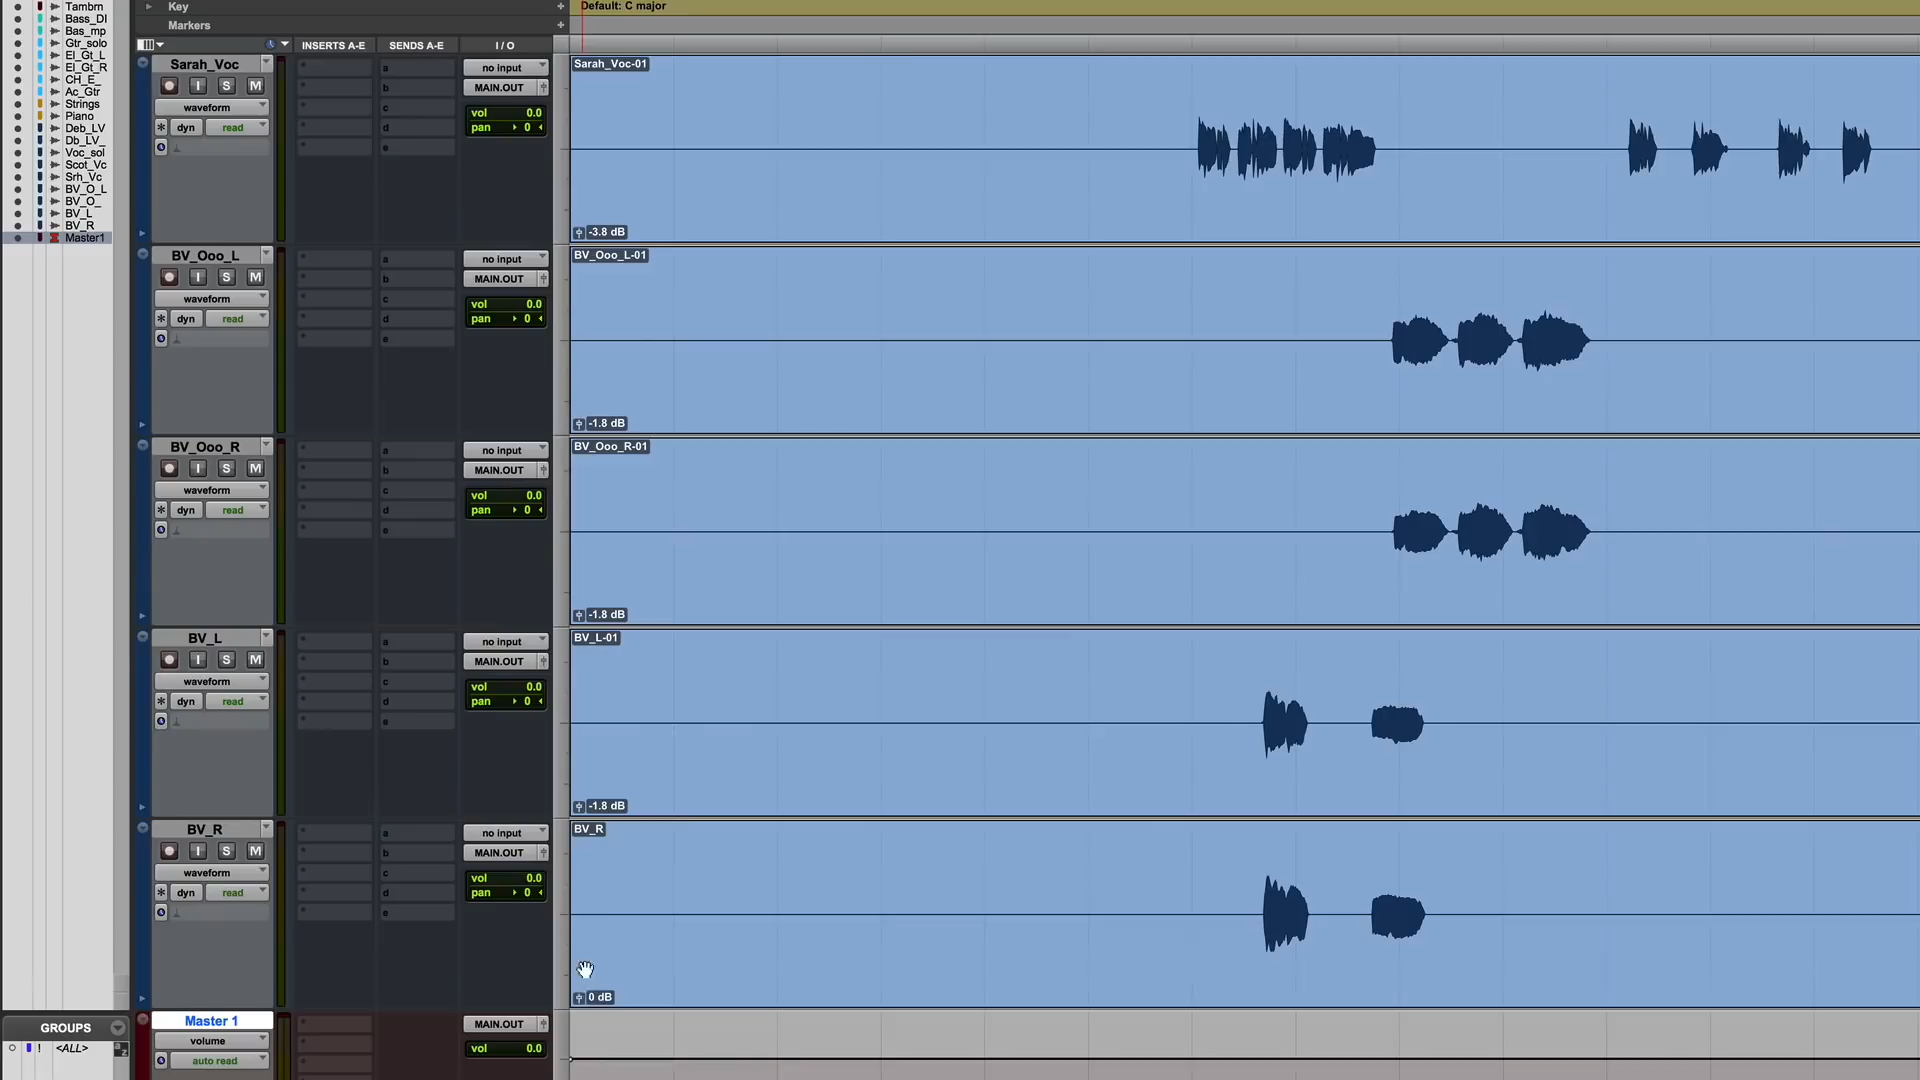 Tambrn
Key
Default: C major
Bass_DI
Markers
Bas_mp
Gtr_solo
INSERTS A-E
SENDS A-E
I / O
El_Gt_L
El_Gt_R
CH_E_
Ac_Gtr
Strings
Piano
Deb_LV
Db_LV_
Voc_sol
Scot_Vc
Srh_Vc
BV_O_L
BV_O_
BV_L
BV_R
Master1
Sarah_Voc
a
no input
Sarah_Voc-01
I S M
b
MAIN.OUT
waveform
c
vol 0.0
dyn read
d
pan 0
e
-3.8 dB
BV_Ooo_L
a
no input
BV_Ooo_L-01
I S M
b
MAIN.OUT
waveform
c
vol 0.0
dyn read
d
pan 0
e
-1.8 dB
BV_Ooo_R
a
no input
BV_Ooo_R-01
I S M
b
MAIN.OUT
waveform
c
vol 0.0
dyn read
d
pan 0
e
-1.8 dB
BV_L
a
no input
BV_L-01
I S M
b
MAIN.OUT
waveform
c
vol 0.0
dyn read
d
pan 0
e
-1.8 dB
BV_R
a
no input
BV_R
I S M
b
MAIN.OUT
waveform
c
vol 0.0
dyn read
d
pan 0
e
0 dB
GROUPS
! <ALL>
a
z
Master 1
MAIN.OUT
volume
vol 0.0
auto read